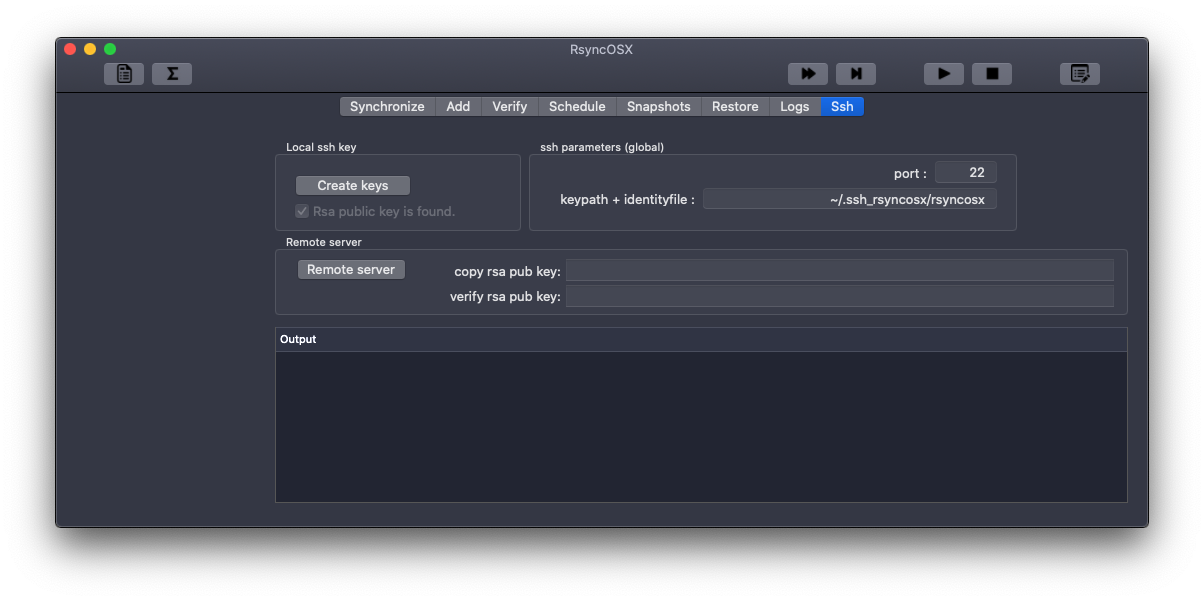 RsyncOSX
Σ
Synchronize Add Verify Schedule Snapshots Restore Logs Ssh
Local ssh key
ssh parameters (global)
Create keys
Rsa public key is found.
port : 22
keypath + identityfile : ~/.ssh_rsyncosx/rsyncosx
Remote server
Remote server
copy rsa pub key:
verify rsa pub key:
Output